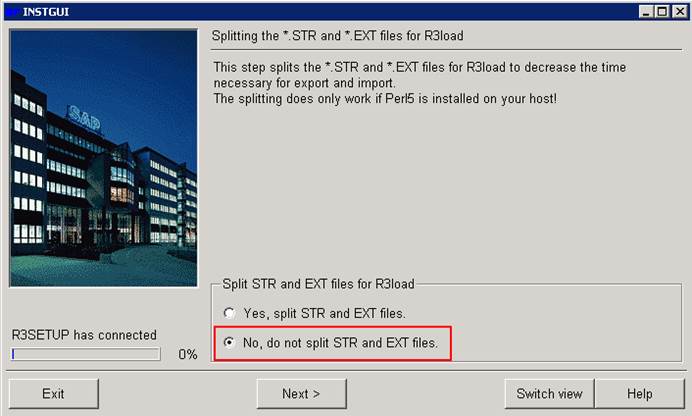 INSTGUI
Splitting the *.STR and *.EXT files for R3load
This step splits the *.STR and *.EXT files for R3load to decrease the time
necessary for export and import.
The splitting does only work if Perl5 is installed on your host!
SAP
Split STR and EXT files for R3load
Yes, split STR and EXT files.
No, do not split STR and EXT files.
R3SETUP has connected
0%
Exit
Next >
Switch view
Help